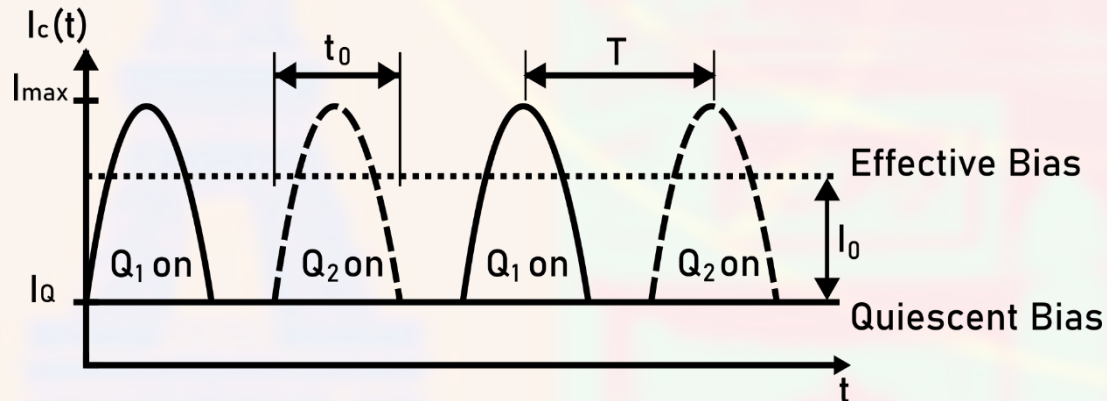 Ic(t)
t0
T
Imax
Effective Bias
Q1 on
Q2 on
Q1 on
Q2 on
I0
IQ
Quiescent Bias
t